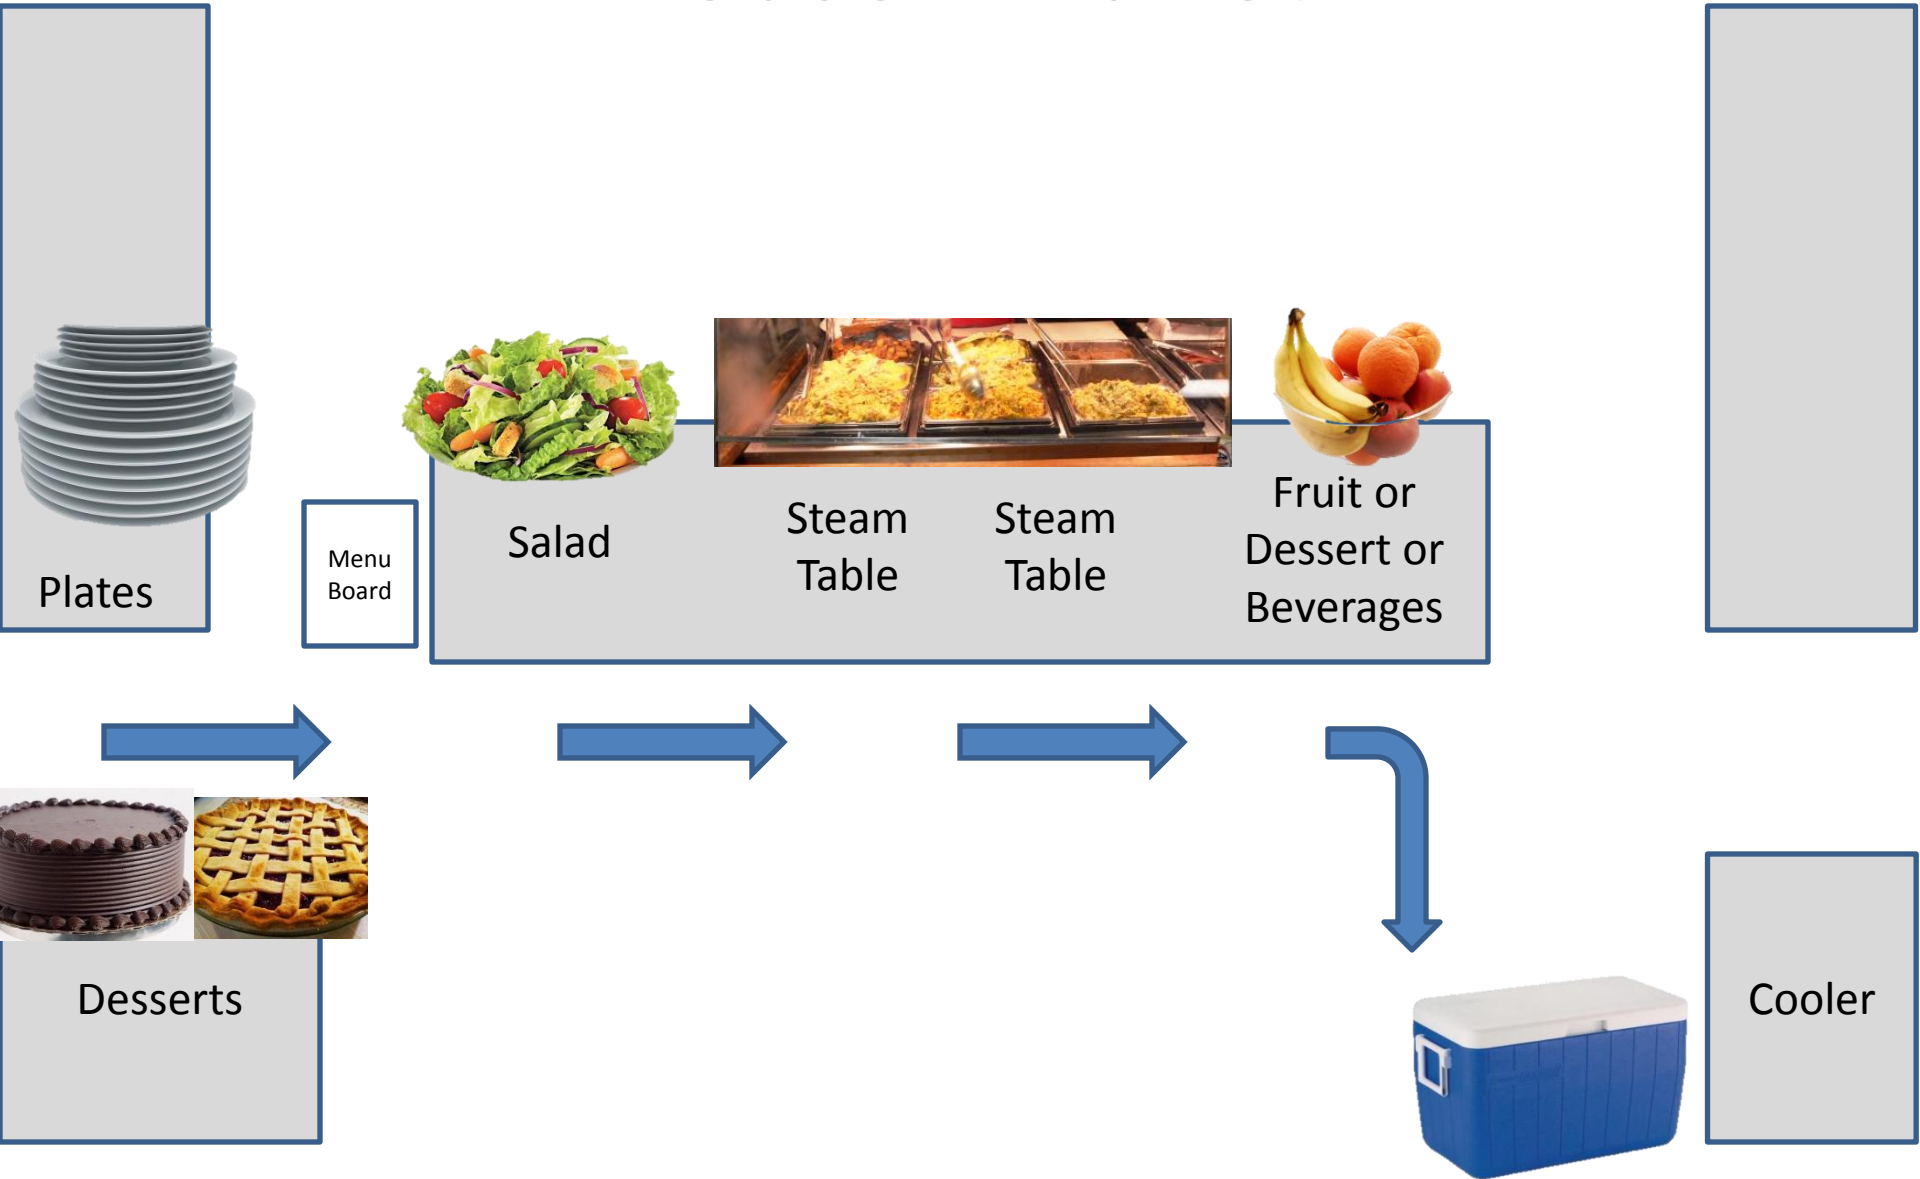 Plates
Menu
Board
Salad
Steam
Table
Steam
Table
Fruit or
Dessert or
Beverages
Desserts
Cooler